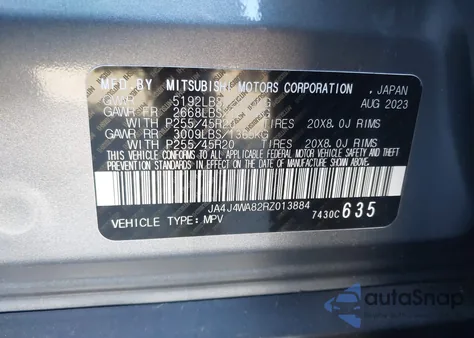 MFD. BY MITSUBISHI MOTORS CORPORATION , JAPAN
GVWR 5192LBS AUG 2023
GAWR FR 2668LBS
WITH P255/45R20 TIRES 20X8.0J RIMS
GAWR RR 3009LBS
WITH P255/45R20 TIRES 20X8.0J RIMS
THIS VEHICLE CONFORMS TO ALL APPLICABLE FEDERAL MOTOR VEHICLE SAFETY, BUMPER AND THEFT PREVENTION STANDARDS IN EFFECT ON THE DATE OF MANUFACTURE SHOWN ABOVE.
JA4J4WA82RZ013884
VEHICLE TYPE: MPV 7430C 635
autoSnap